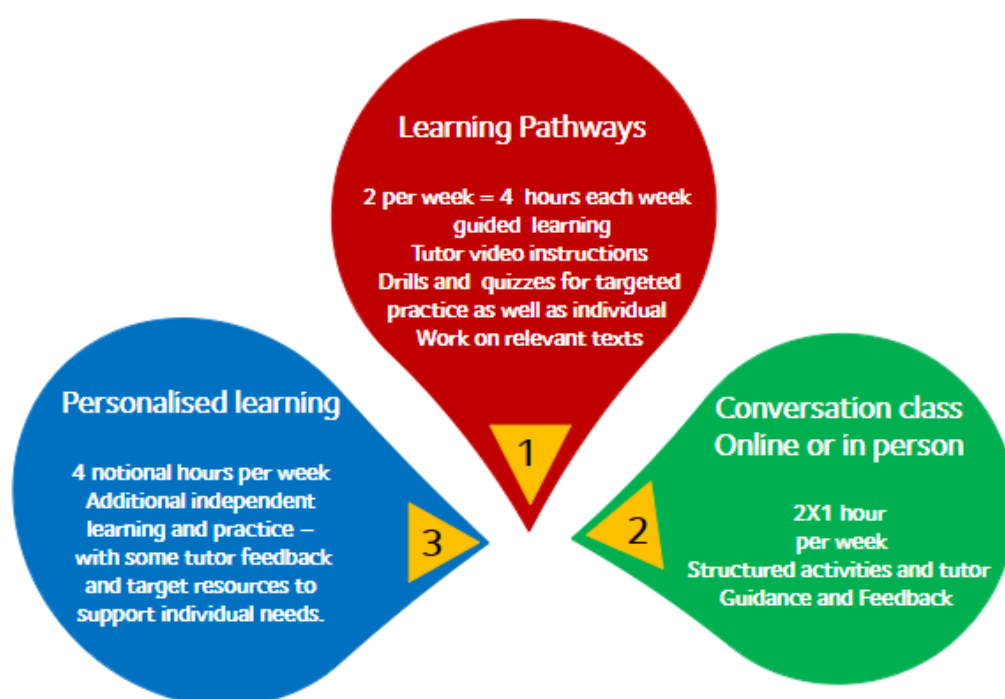 Learning Pathways
2 per week = 4 hours each week
guided learning
Tutor video instructions
Drills and quizzes for targeted
practice as well as individual
Work on relevant texts
1
Conversation class
Online or in person
2X1 hour
per week
Structured activities and tutor
Guidance and Feedback
2
Personalised learning
4 notional hours per week
Additional independent
learning and practice –
with some tutor feedback
and target resources to
support individual needs.
3